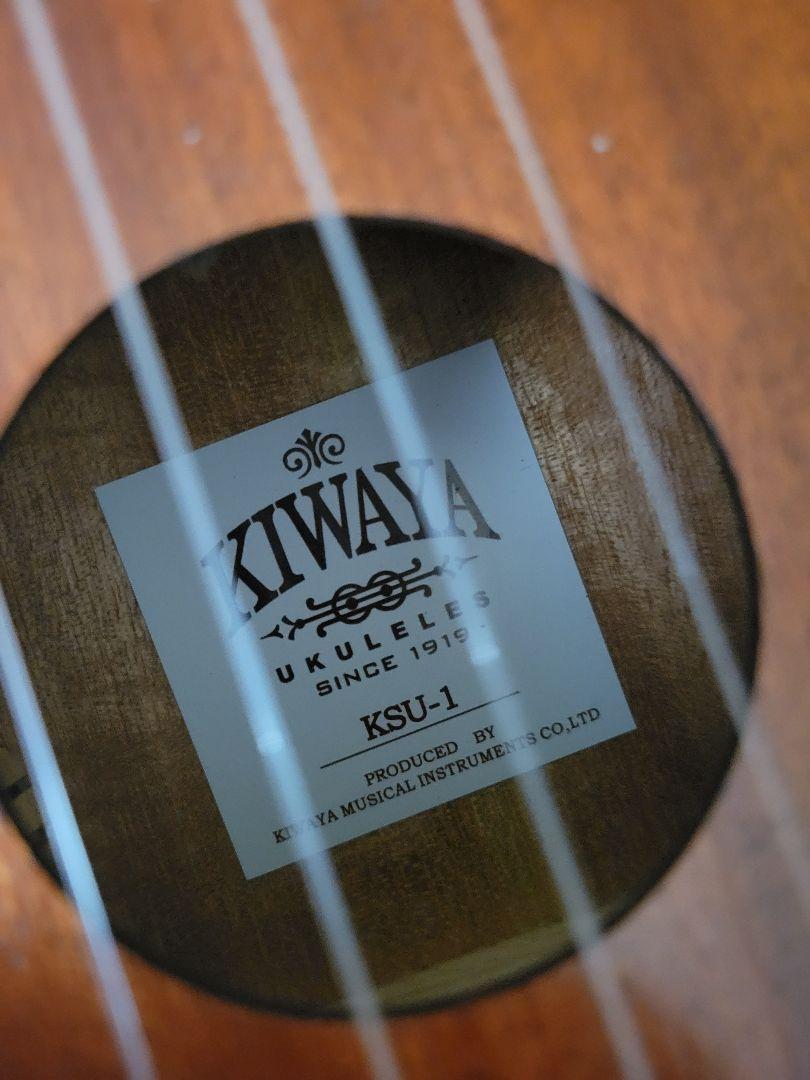 KIWAYA
UKULELES
SINCE 1919
KSU-1
PRODUCED BY
KIWAYA MUSICAL INSTRUMENTS CO,LTD